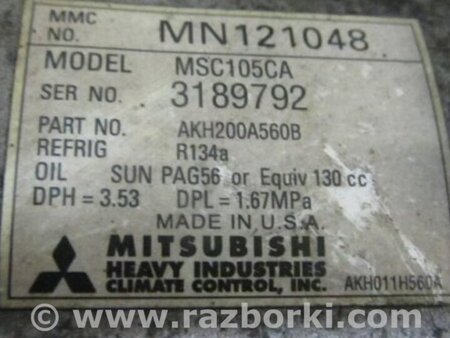 MMC NO. MN121048
MODEL MSC105CA
SER NO. 3189792
PART NO. AKH200A560B
REFRIG R134a
OIL SUN PAG56 or Equiv 130 cc
DPH = 3.53 DPL = 1.67MPa
MADE IN U.S.A.
MITSUBISHI
HEAVY INDUSTRIES
CLIMATE CONTROL, INC.
AKH011H560A
www.razborki.com